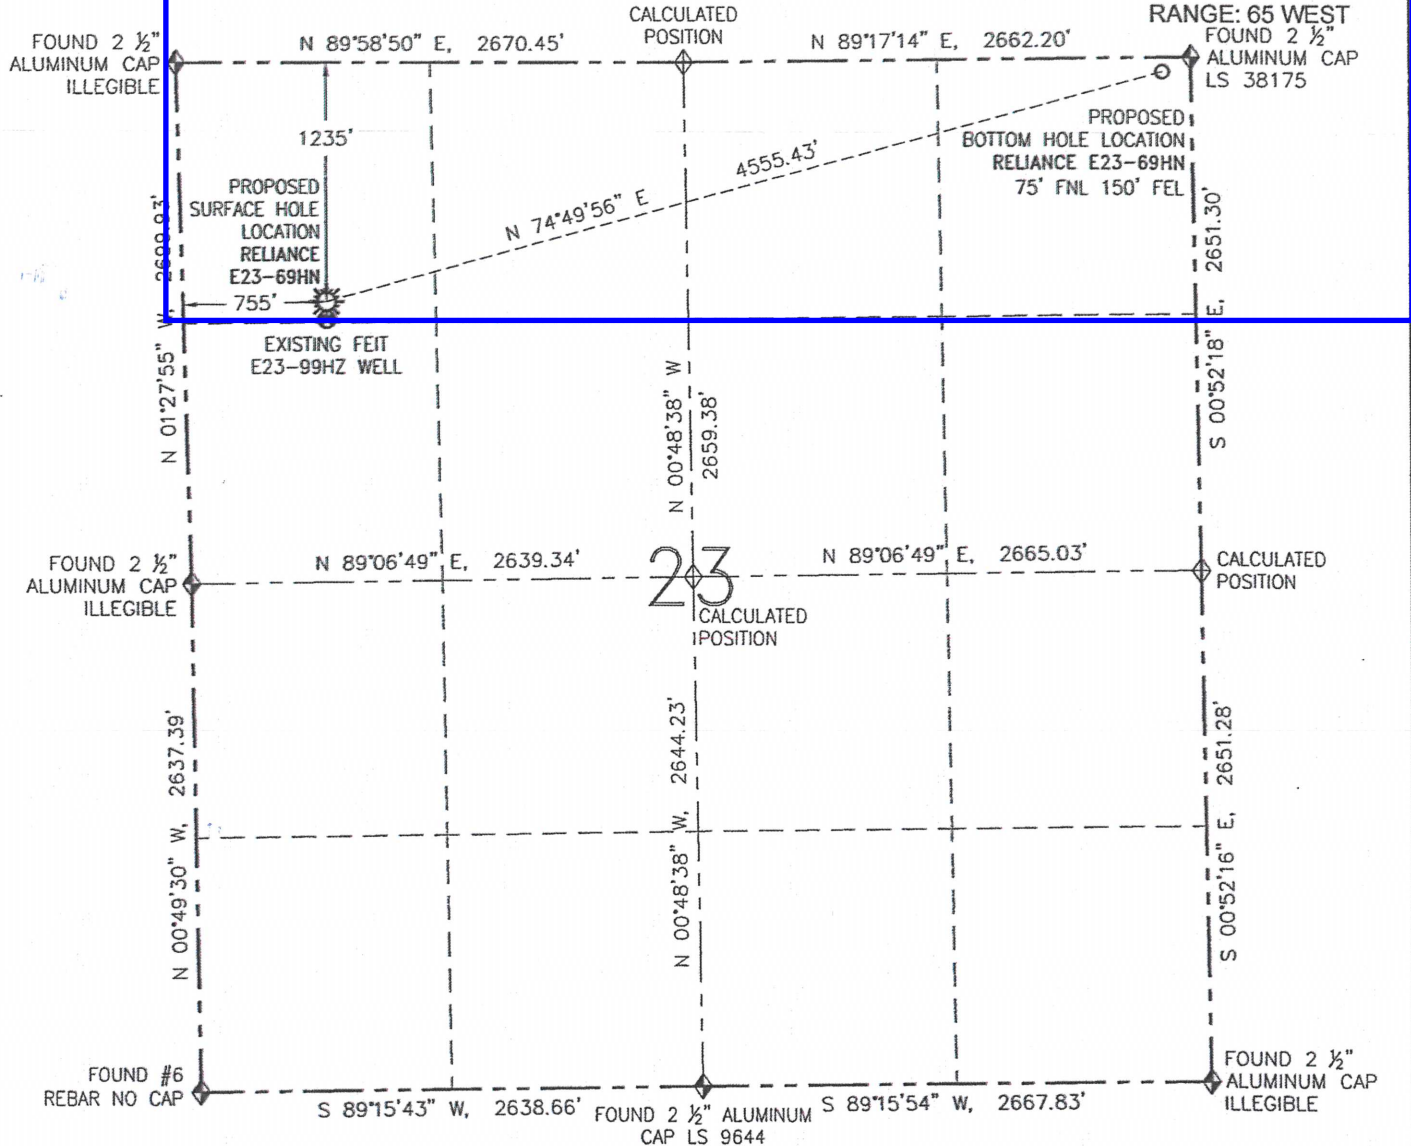 RANGE: 65 WEST
CALCULATED
POSITION
FOUND 2 ½"
ALUMINUM CAP
ILLEGIBLE
N 89°58'50" E, 2670.45'
N 89°17'14" E, 2662.20'
FOUND 2 ½"
ALUMINUM CAP
LS 38175
1235'
PROPOSED
BOTTOM HOLE LOCATION
RELIANCE E23-69HN
75' FNL 150' FEL
4555.43'
N 74°49'56" E
PROPOSED
SURFACE HOLE
LOCATION
RELIANCE
E23-69HN
755'
EXISTING FEIT
E23-99HZ WELL
N 01°27'55" W,
S 00°52'18" E, 2651.30'
N 00°48'38" W
2659.38'
FOUND 2 ½"
ALUMINUM CAP
ILLEGIBLE
N 89°06'49" E, 2639.34'
23
N 89°06'49" E, 2665.03'
CALCULATED
POSITION
CALCULATED
POSITION
N 00°49'30" W, 2637.39'
N 00°48'38" W, 2644.23'
S 00°52'16" E, 2651.28'
FOUND #6
REBAR NO CAP
S 89°15'43" W, 2638.66'
FOUND 2 ½" ALUMINUM
CAP LS 9644
S 89°15'54" W, 2667.83'
FOUND 2 ½"
ALUMINUM CAP
ILLEGIBLE